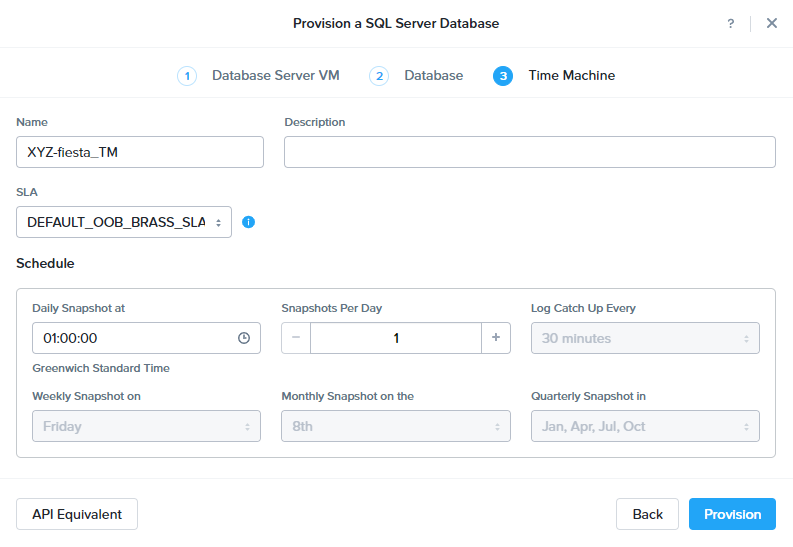 Provision a SQL Server Database
?
1 Database Server VM 2 Database 3 Time Machine
Name Description
XYZ-fiesta_TM
SLA
DEFAULT_OOB_BRASS_SLA
Schedule
Daily Snapshot at Snapshots Per Day Log Catch Up Every
01:00:00 − 1 + 30 minutes
Greenwich Standard Time
Weekly Snapshot on Monthly Snapshot on the Quarterly Snapshot in
Friday 8th Jan, Apr, Jul, Oct
API Equivalent Back Provision